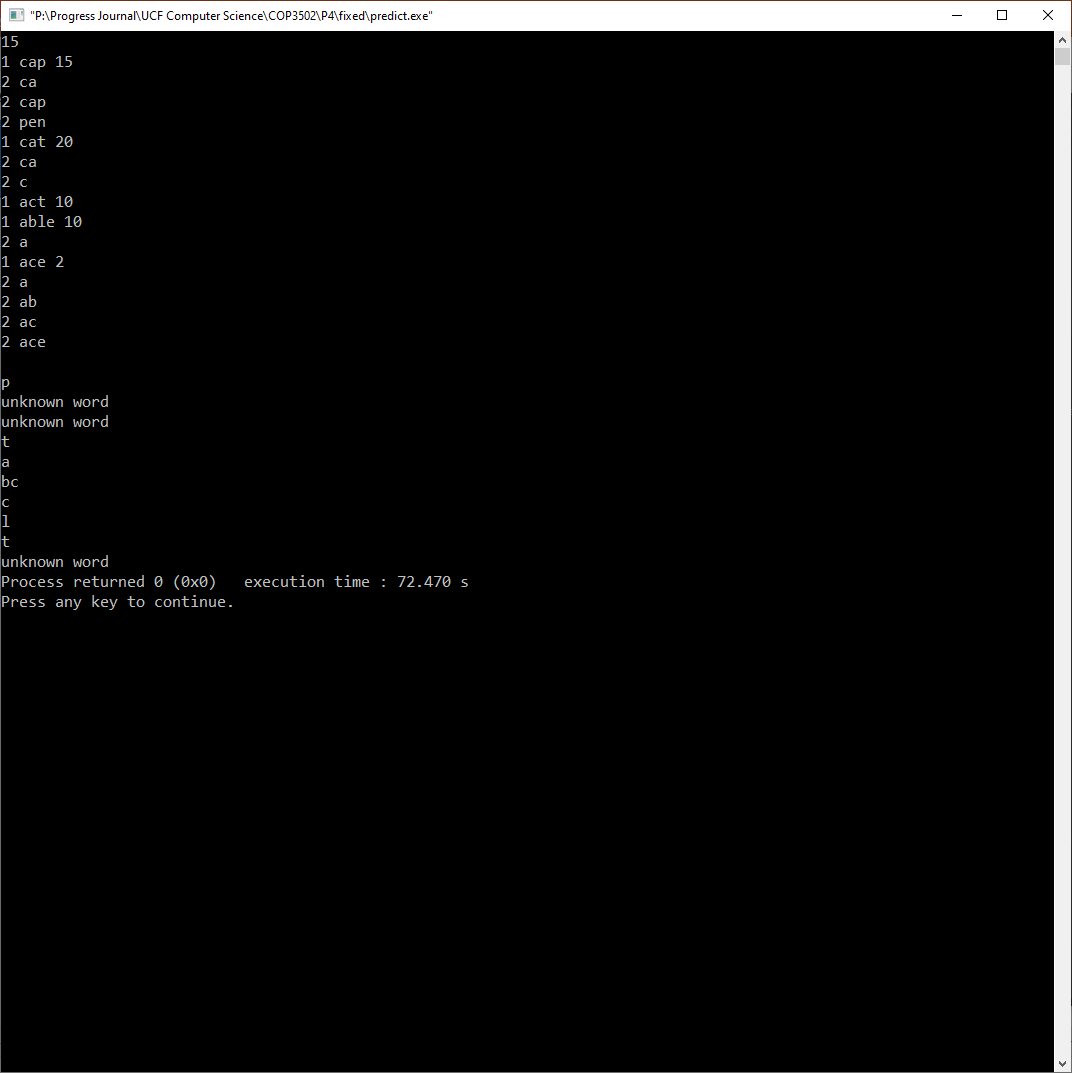 "P:\Progress Journal\UCF Computer Science\COP3502\P4\fixed\predict.exe"
15
1 cap 15
2 ca
2 cap
2 pen
1 cat 20
2 ca
2 c
1 act 10
1 able 10
2 a
1 ace 2
2 a
2 ab
2 ac
2 ace

p
unknown word
unknown word
t
a
bc
c
l
t
unknown word
Process returned 0 (0x0)   execution time : 72.470 s
Press any key to continue.